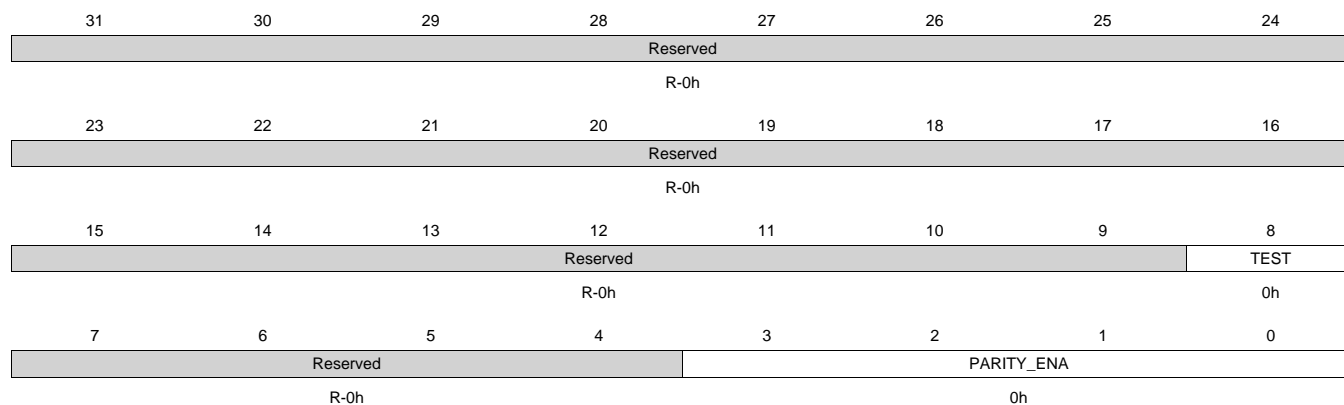 31 30 29 28 27 26 25 24
Reserved
R-0h
23 22 21 20 19 18 17 16
Reserved
R-0h
15 14 13 12 11 10 9 8
Reserved TEST
R-0h 0h
7 6 5 4 3 2 1 0
Reserved PARITY_ENA
R-0h 0h